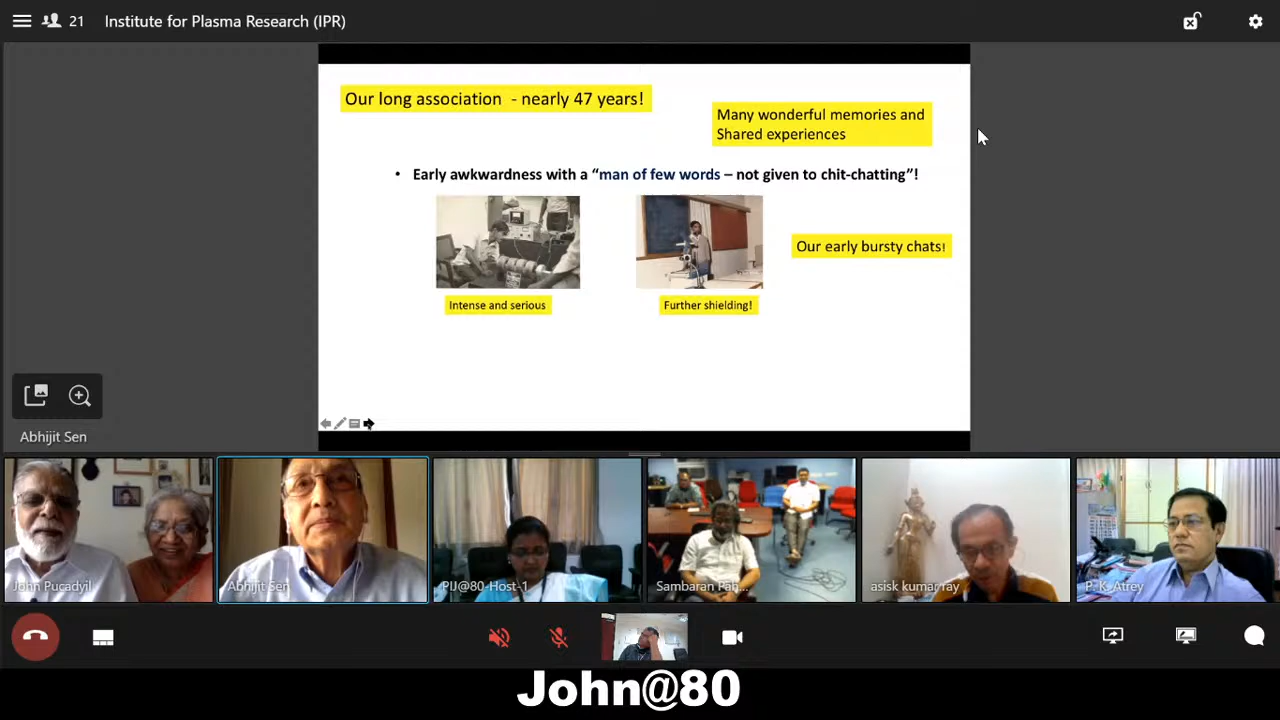 21 Institute for Plasma Research (IPR)
Our long association - nearly 47 years!
Many wonderful memories and
Shared experiences
• Early awkwardness with a “man of few words – not given to chit-chatting”!
Our early bursty chats!
Intense and serious
Further shielding!
Abhijit Sen
John Pucadyil
Abhijit Sen
PIJ@80-Host-1
Sambaran Pah...
asisk kumar ray
P. K. Atrey
John@80